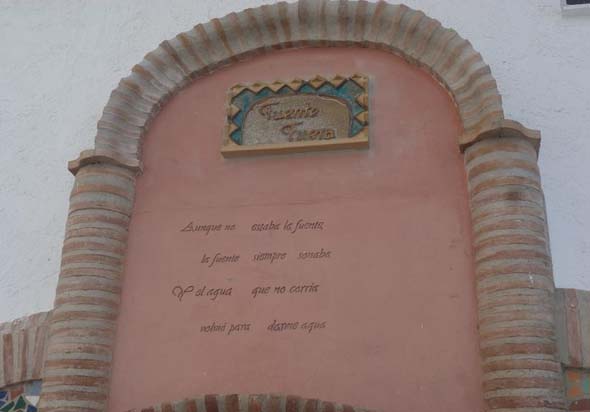 Fuente
Tuera
Aunque no estaba la fuente,
la fuente siempre sonaba
Y el agua que no corría
volvió para darme agua